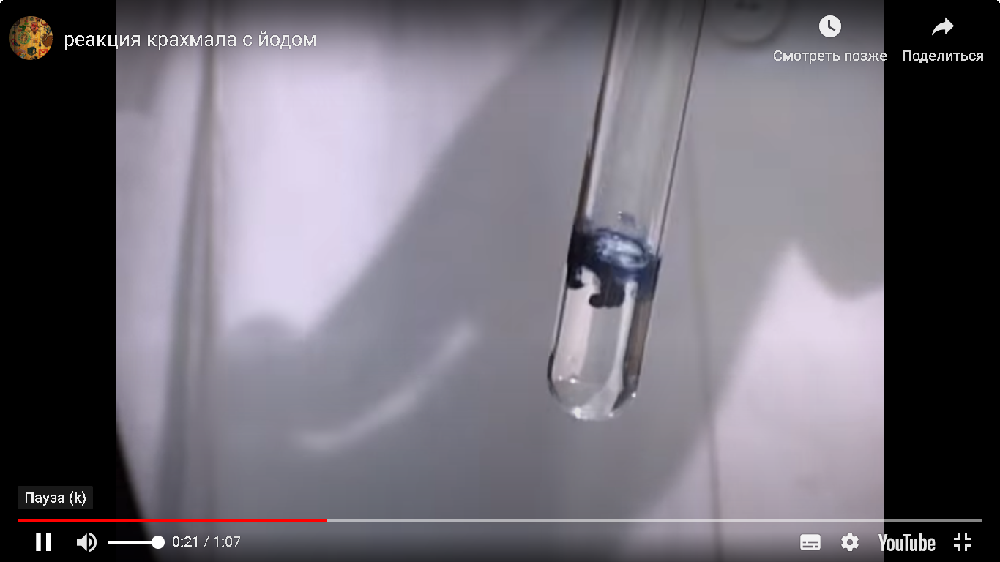 реакция крахмала с йодом
Смотреть позже
Поделиться
Пауза (k)
0:21 / 1:07
YouTube